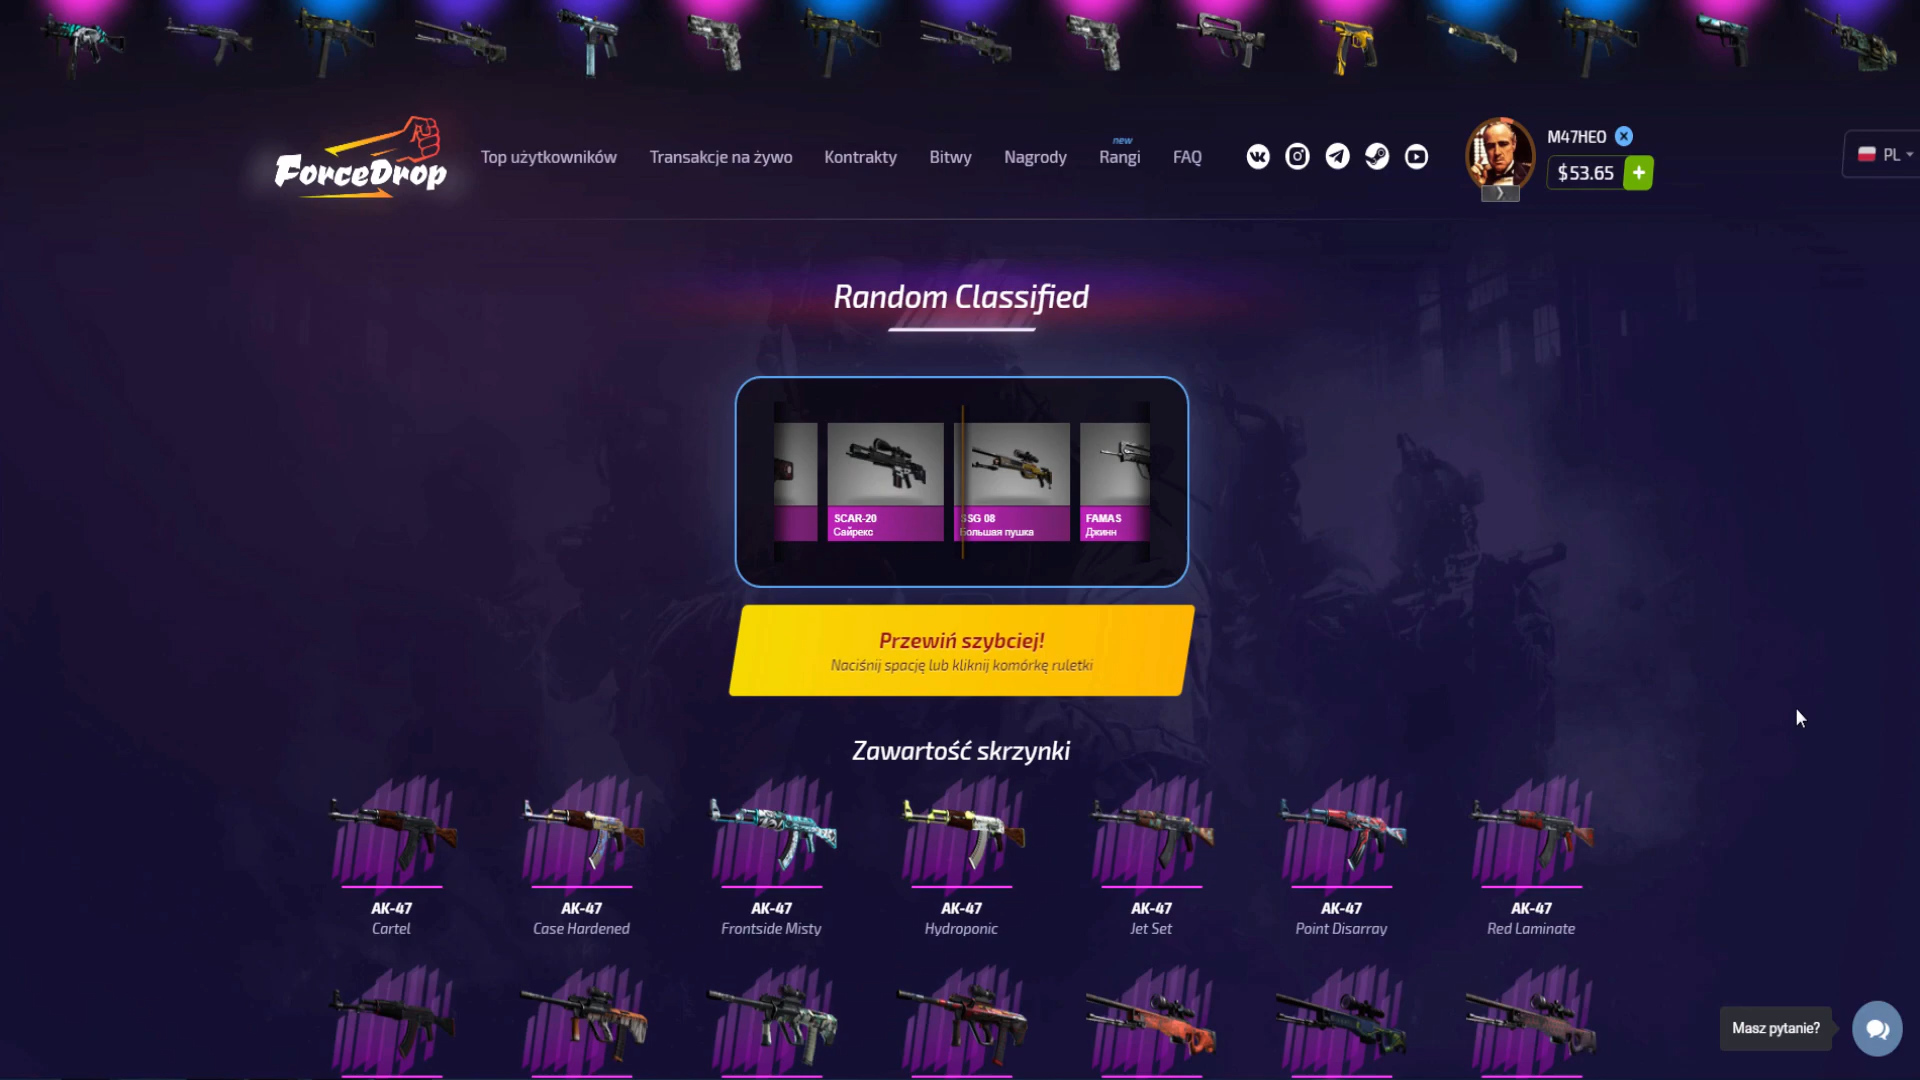 ForceDrop
Top użytkowników
Transakcje na żywo
Kontrakty
Bitwy
Nagrody
new
Rangi
FAQ
M47HEO
$53.65
+
PL
Random Classified
SCAR-20
Сайрекс
SSG 08
Большая пушка
FAMAS
Джинн
Przewiń szybciej!
Naciśnij spację lub kliknij komórkę ruletki
Zawartość skrzynki
AK-47
Cartel
AK-47
Case Hardened
AK-47
Frontside Misty
AK-47
Hydroponic
AK-47
Jet Set
AK-47
Point Disarray
AK-47
Red Laminate
Masz pytanie?